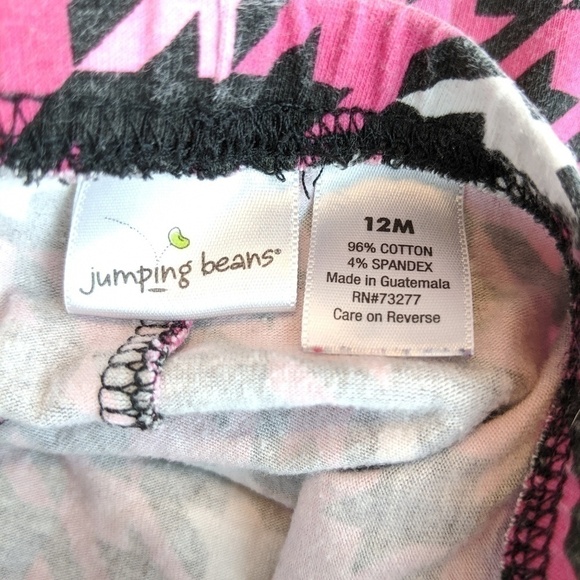 jumping beans®
12M
96% COTTON
4% SPANDEX
Made in Guatemala
RN#73277
Care on Reverse